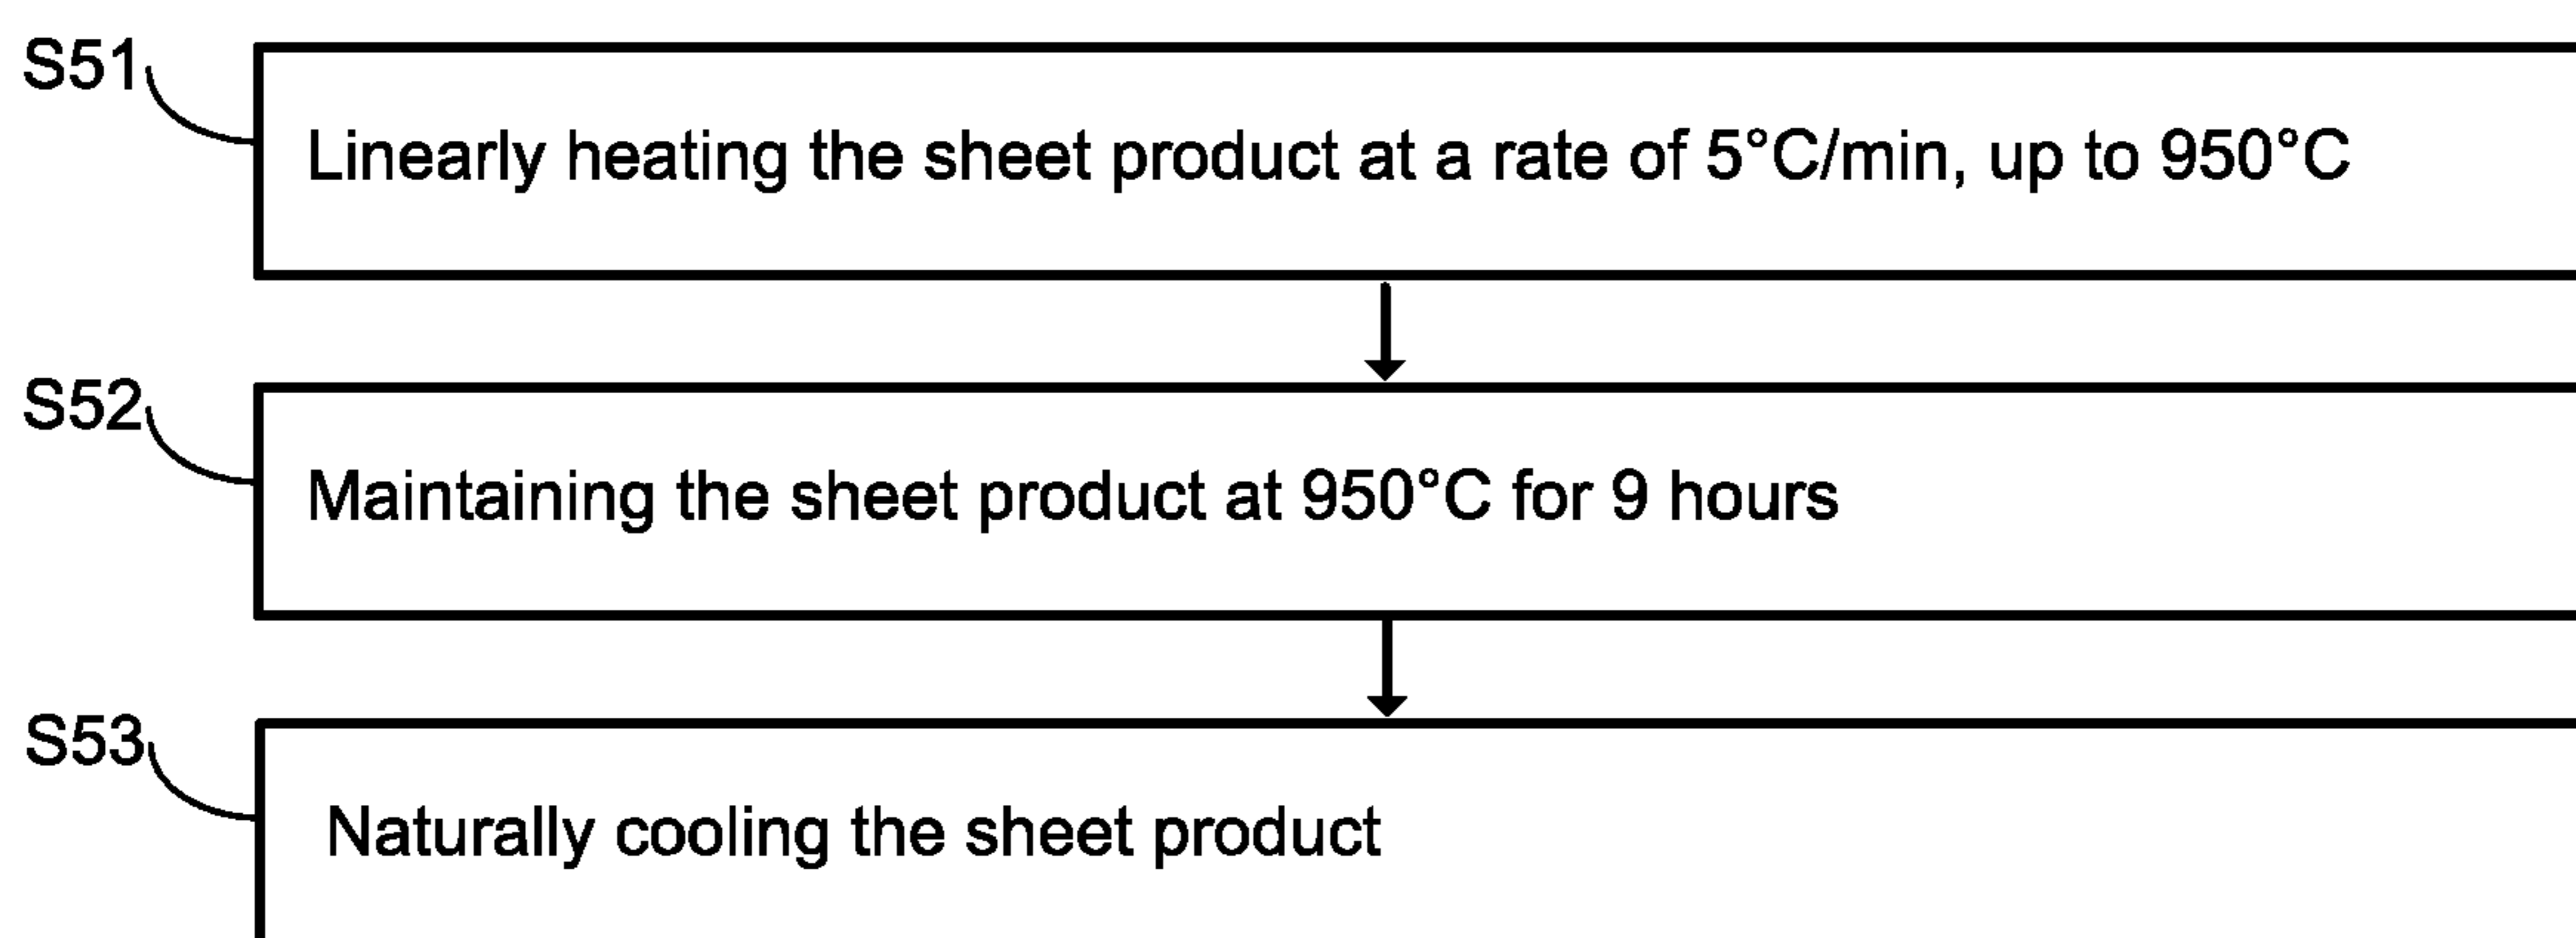 S51
Linearly heating the sheet product at a rate of 5°C/min, up to 950°C
S52
Maintaining the sheet product at 950°C for 9 hours
S53
Naturally cooling the sheet product